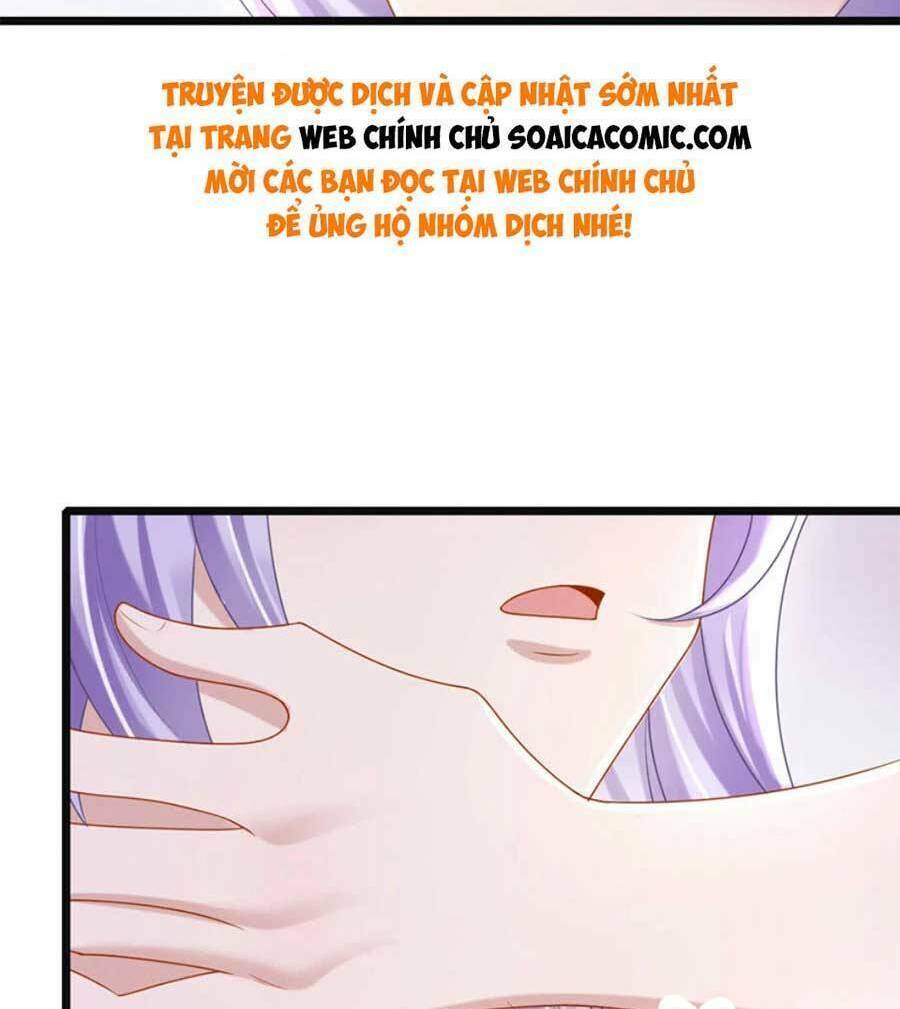 TRUYỆN ĐƯỢC DỊCH VÀ CẬP NHẬT SỚM NHẤT
TẠI TRANG WEB CHÍNH CHỦ SOAICACOMIC.COM
MỜI CÁC BẠN ĐỌC TẠI WEB CHÍNH CHỦ
ĐỂ ỦNG HỘ NHÓM DỊCH NHÉ!